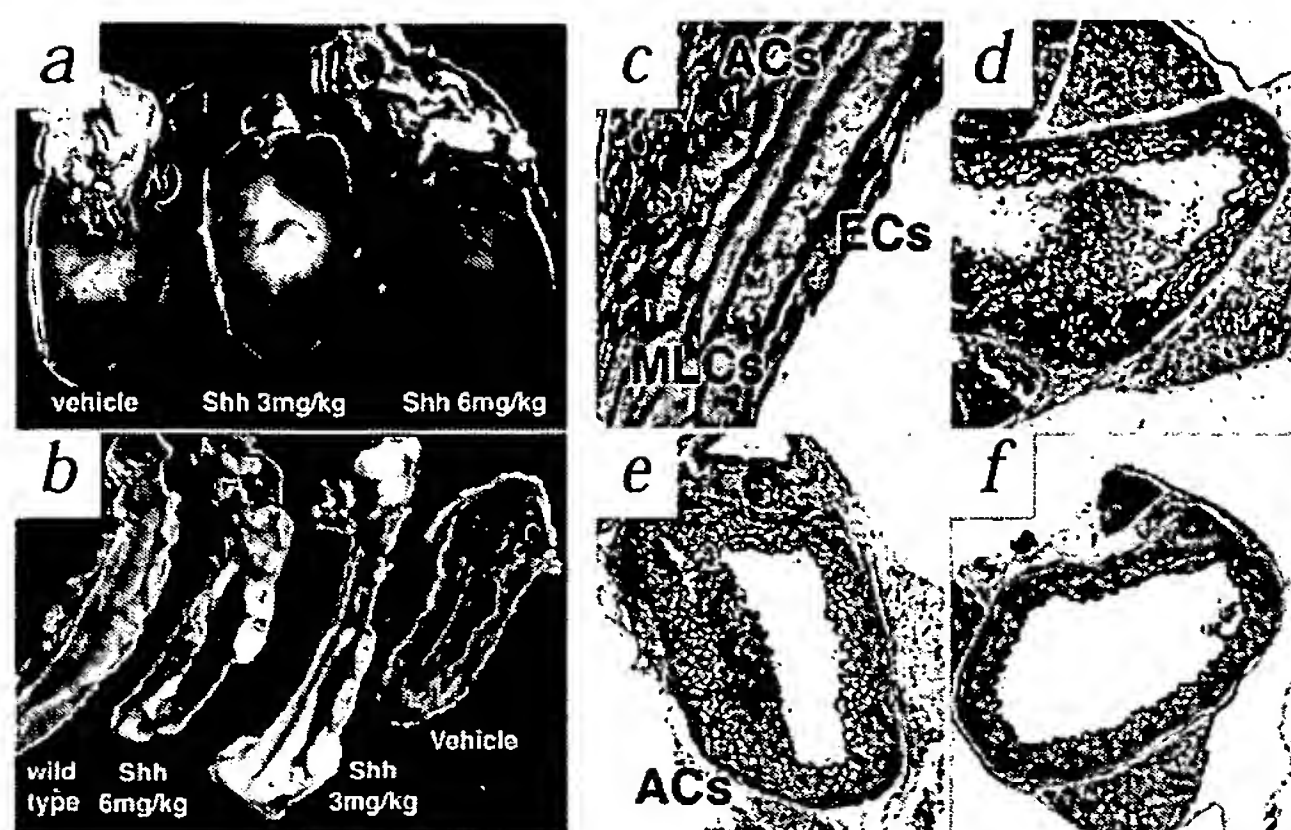 a
vehicle
Shh 3mg/kg
Shh 6mg/kg
b
wild type
Shh 6mg/kg
Shh 3mg/kg
Vehicle
c
ACs
ECs
MLCs
d
e
ACs
f